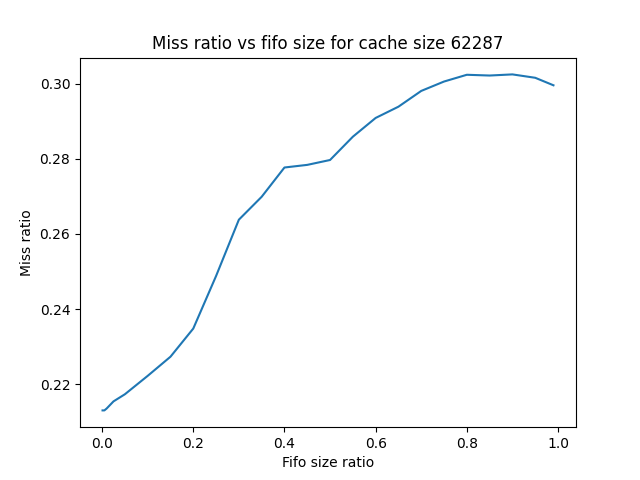 Miss ratio vs fifo size for cache size 62287
0.30
0.28
0.26
0.24
0.22
Miss ratio
0.0 0.2 0.4 0.6 0.8 1.0
Fifo size ratio